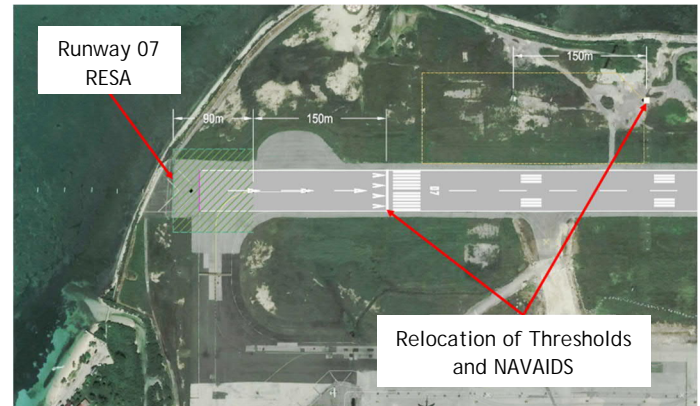 Runway 07
RESA
150m
90m
150m
07
Relocation of Thresholds
and NAVAIDS